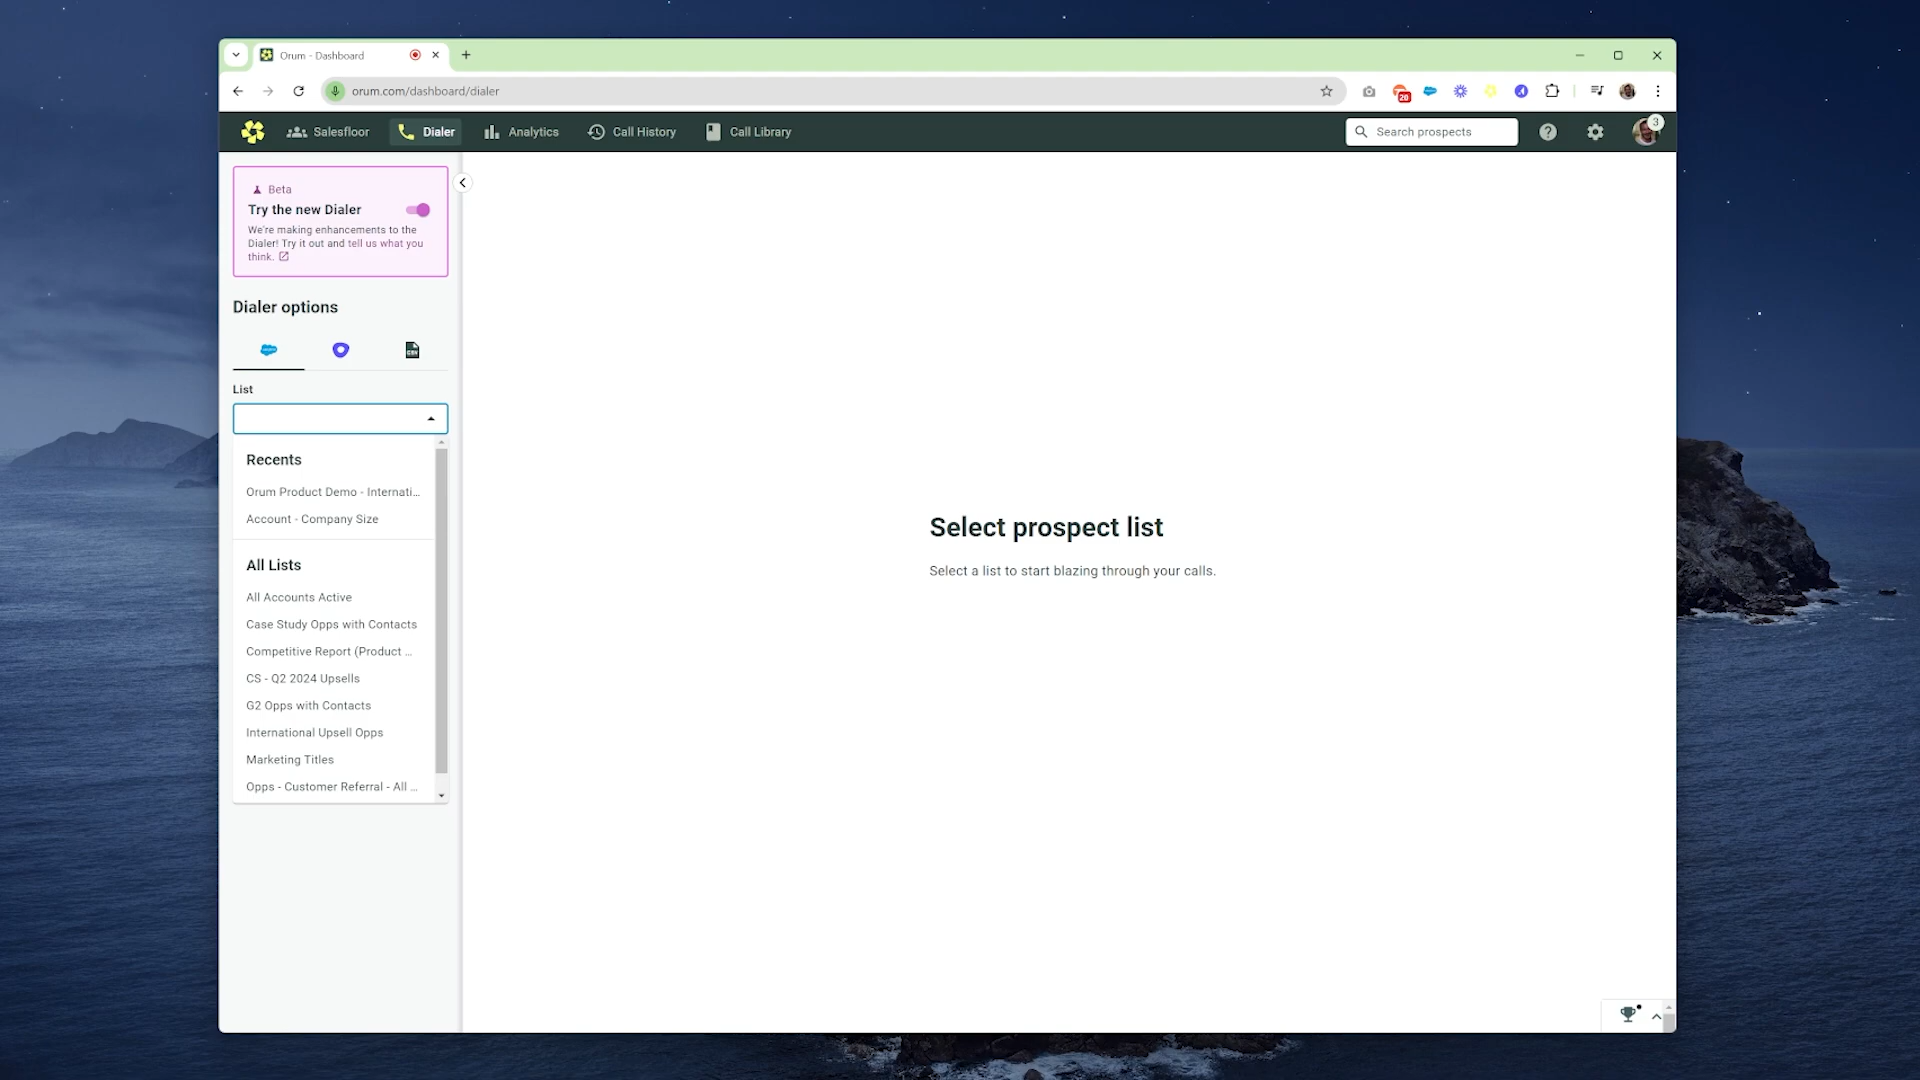 Orum - Dashboard
orum.com/dashboard/dialer
20
Salesfloor
Dialer
Analytics
Call History
Call Library
Search prospects
3
Beta
Try the new Dialer
We're making enhancements to the
Dialer! Try it out and tell us what you
think.
Dialer options
CSV
List
Recents
Orum Product Demo - Internati...
Account - Company Size
All Lists
All Accounts Active
Case Study Opps with Contacts
Competitive Report (Product ...
CS - Q2 2024 Upsells
G2 Opps with Contacts
International Upsell Opps
Marketing Titles
Opps - Customer Referral - All ...
Select prospect list
Select a list to start blazing through your calls.